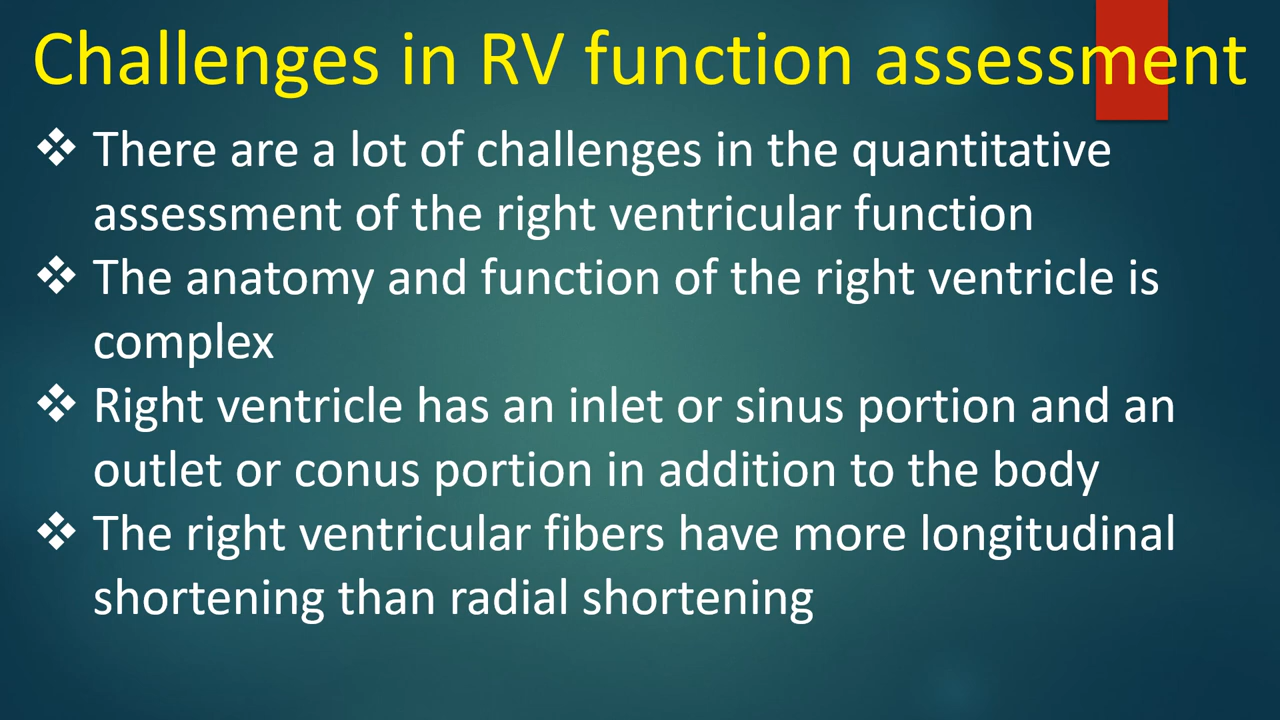 Challenges in RV function assessment
❖ There are a lot of challenges in the quantitative
assessment of the right ventricular function
❖ The anatomy and function of the right ventricle is
complex
❖ Right ventricle has an inlet or sinus portion and an
outlet or conus portion in addition to the body
❖ The right ventricular fibers have more longitudinal
shortening than radial shortening